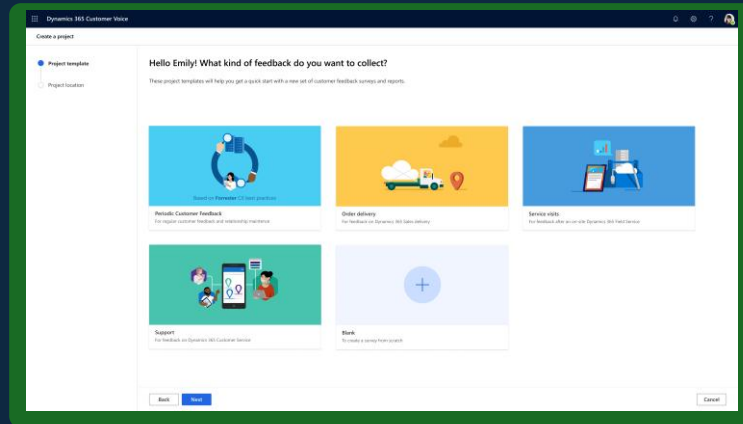 Dynamics 365 Customer Voice
Create a project
Project template
Project location
Hello Emily! What kind of feedback do you want to collect?
These project templates will help you get a quick start with a new set of customer feedback surveys and reports.
Based on Forrester CX best practices
Periodic Customer Feedback
For regular customer feedback and relationship maintence
Order delivery
For feedback on Dynamics 365 Sales delivery
Service visits
For feedback after an on-site Dynamics 365 Field Service
Support
For feedback on Dynamics 365 Customer Service
Blank
To create a survey from scratch
Back
Next
Cancel